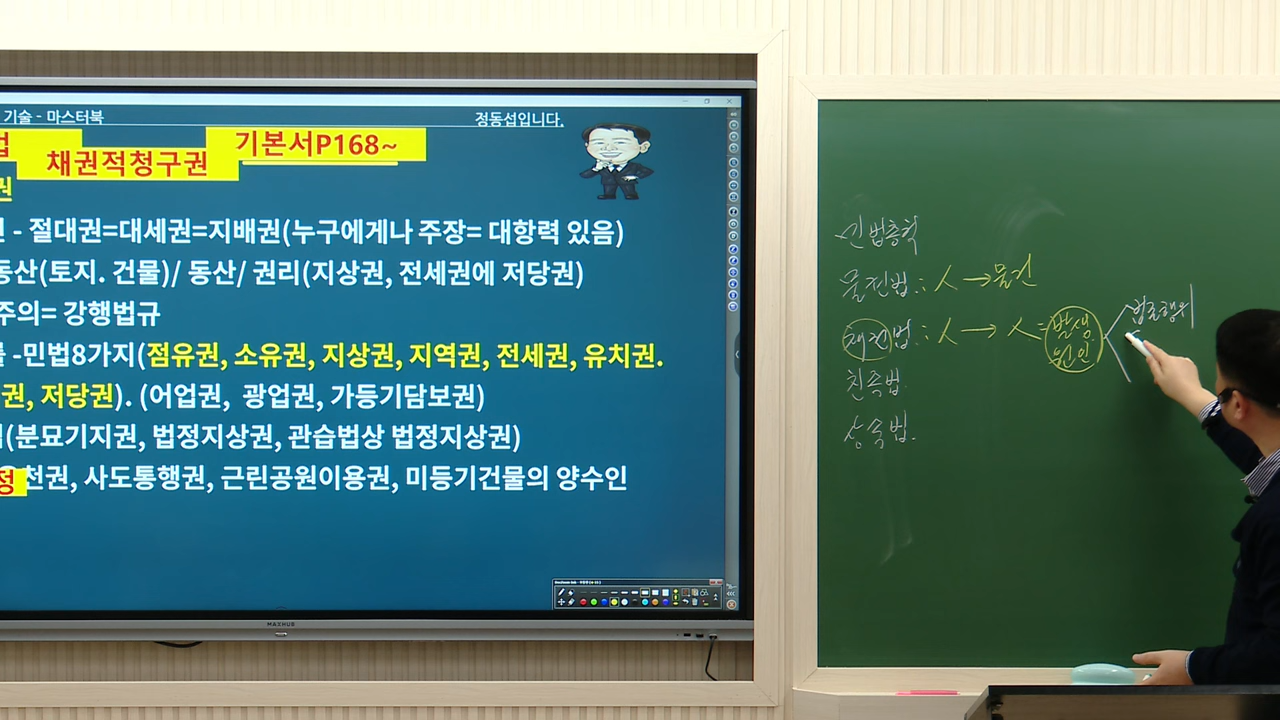 기술 - 마스터북
정동섭입니다.
채권적청구권
기본서P168~
권
- 절대권=대세권=지배권(누구에게나 주장= 대항력 있음)
동산(토지. 건물)/ 동산/ 권리(지상권, 전세권에 저당권)
주의= 강행법규
-민법8가지(점유권, 소유권, 지상권, 지역권, 전세권, 유치권.
권, 저당권). (어업권, 광업권, 가등기담보권)
(분묘기지권, 법정지상권, 관습법상 법정지상권)
정 천권, 사도통행권, 근린공원이용권, 미등기건물의 양수인
MAXHUB
민법총칙
물권법 : 人 → 물권
채권법 : 人 → 人 발생원인 법률행위
친족법.
상속법.